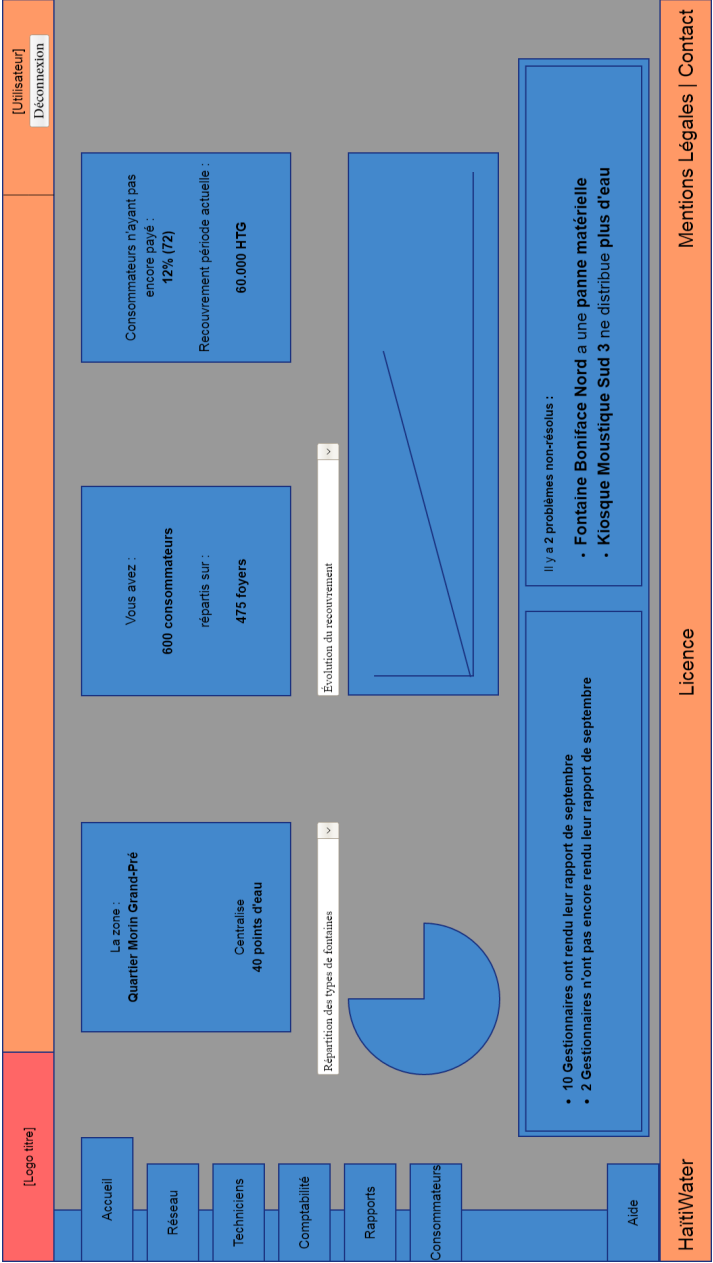 [Logo titre]
[Utilisateur]
Déconnexion
Accueil
Réseau
Techniciens
Comptabilité
Rapports
Consommateurs
Aide
La zone :
Quartier Morin Grand-Pré
Centralise
40 points d'eau
Vous avez :
600 consommateurs
répartis sur :
475 foyers
Consommateurs n'ayant pas
encore payé :
12% (72)
Recouvrement période actuelle :
60.000 HTG
Répartition des types de fontaines
Évolution du recouvrement
• 10 Gestionnaires ont rendu leur rapport de septembre
• 2 Gestionnaires n'ont pas encore rendu leur rapport de septembre
Il y a 2 problèmes non-résolus :
• Fontaine Boniface Nord a une panne matérielle
• Kiosque Moustique Sud 3 ne distribue plus d'eau
HaïtiWater
Licence
Mentions Légales | Contact